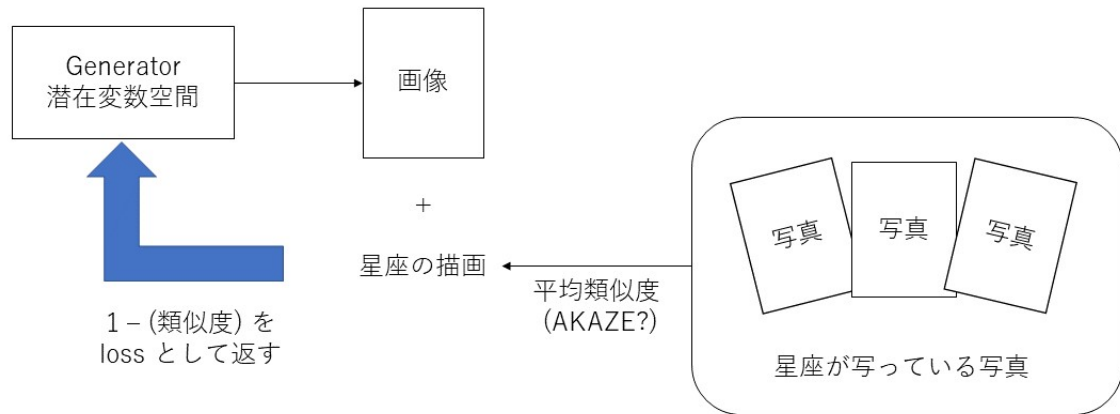 Generator
潜在変数空間
画像
+
星座の描画
1 – (類似度) を
loss として返す
平均類似度
(AKAZE?)
写真
写真
写真
星座が写っている写真